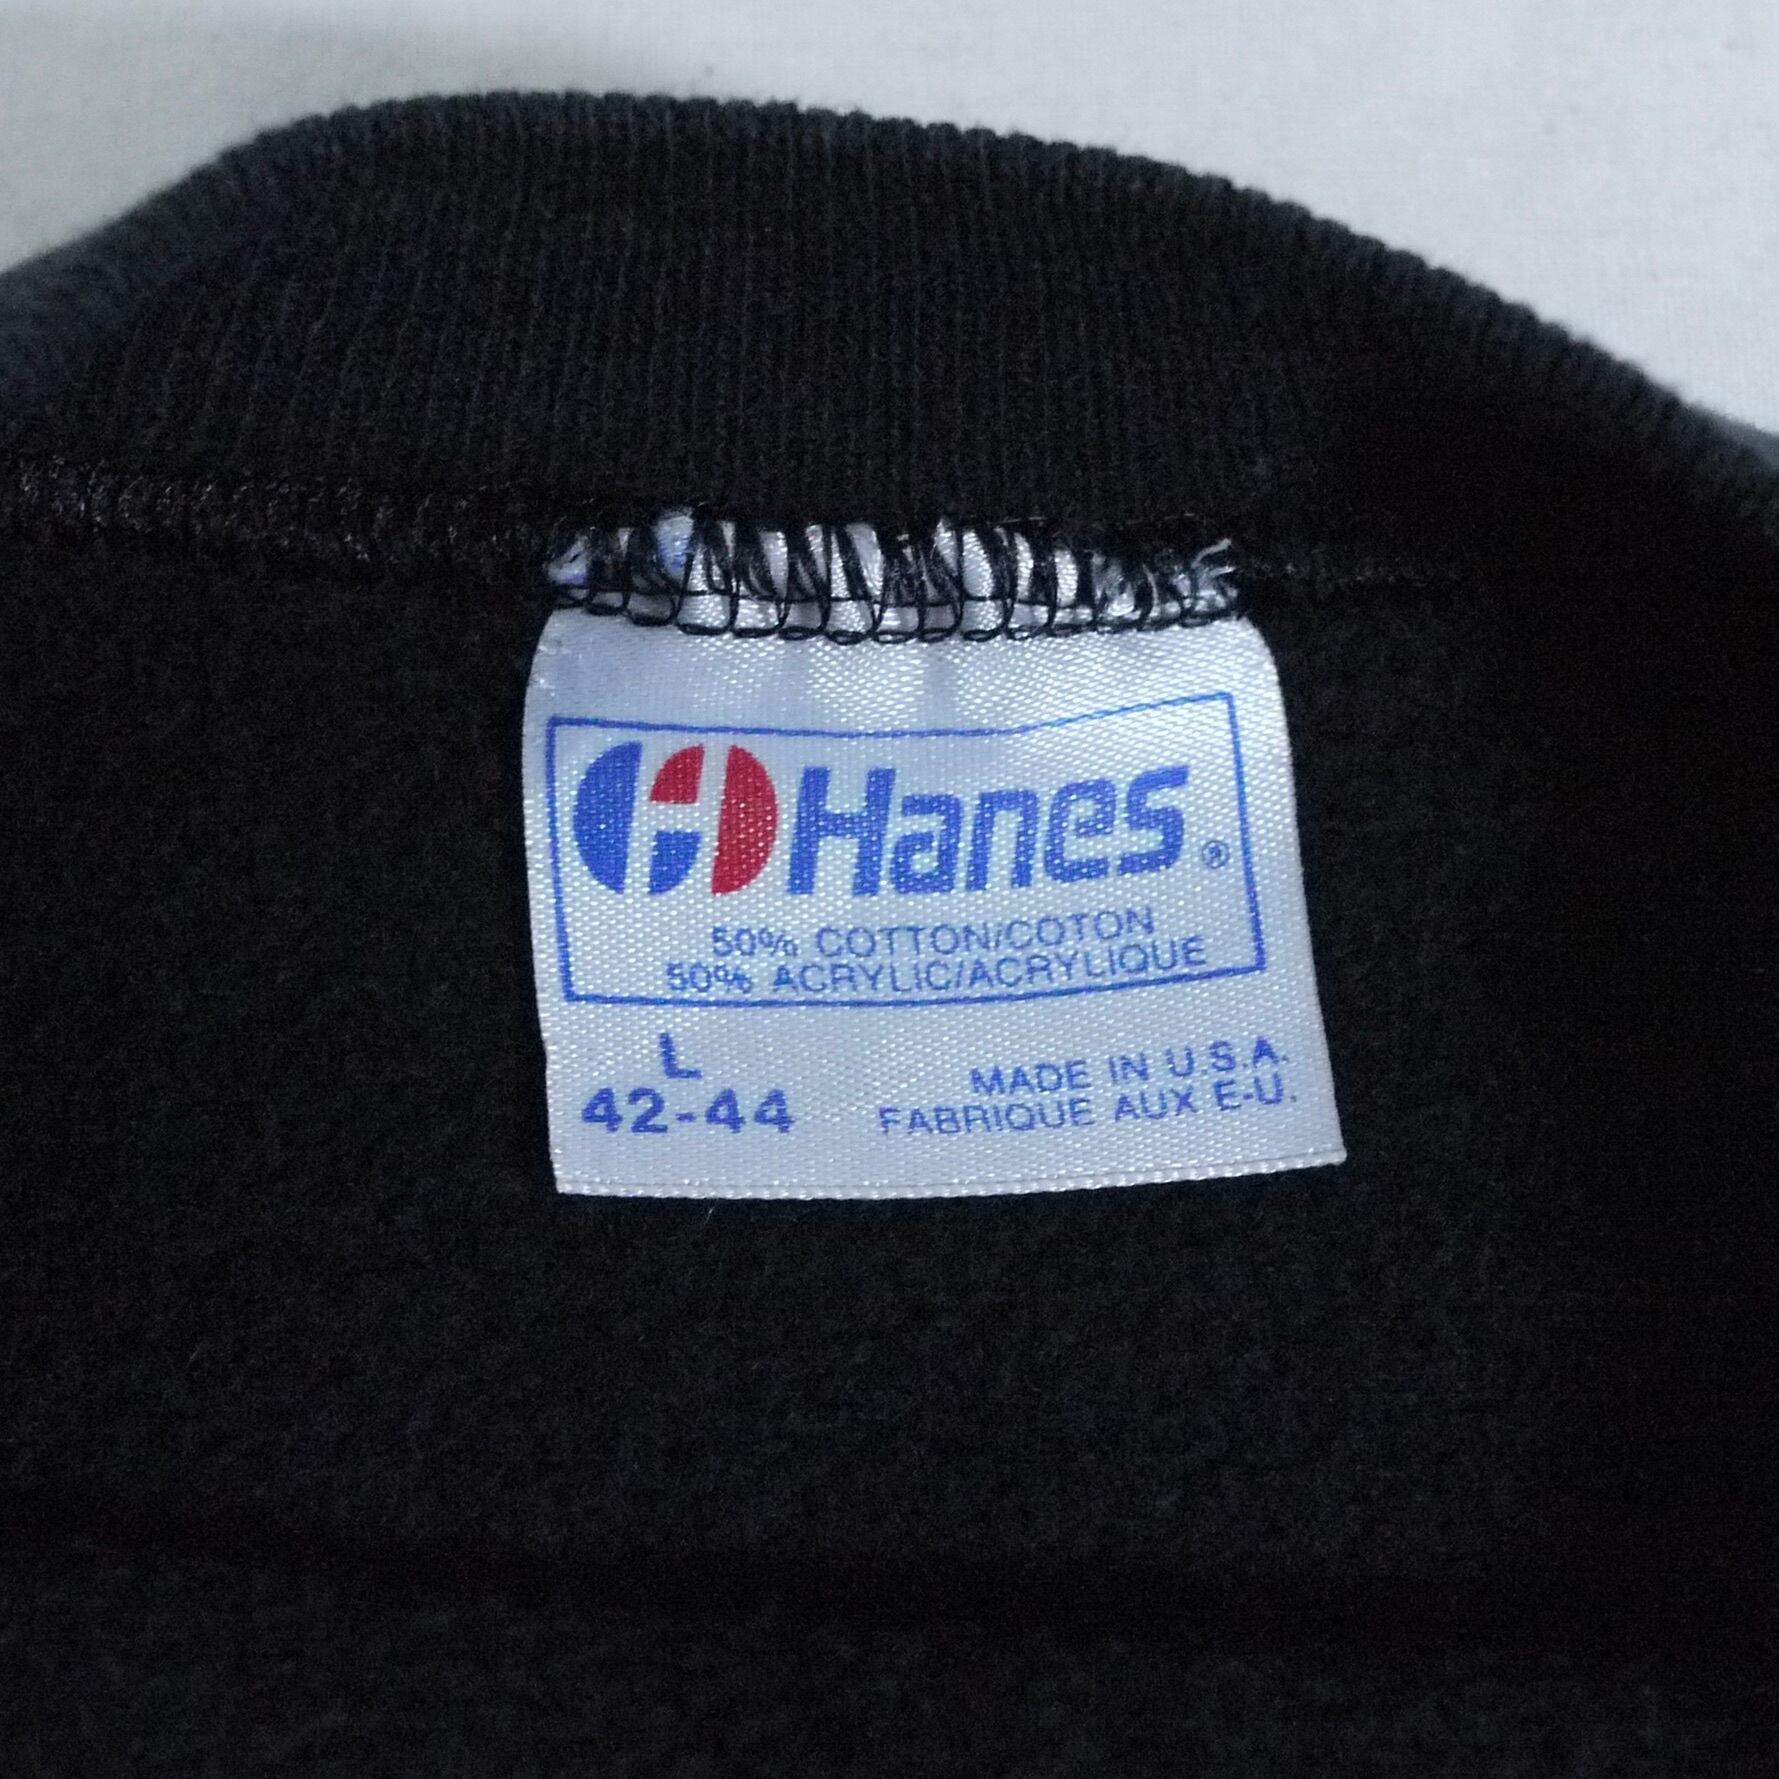 Hanes®
50% COTTON/COTON
50% ACRYLIC/ACRYLIQUE
L
42-44
MADE IN U.S.A.
FABRIQUE AUX E-U.